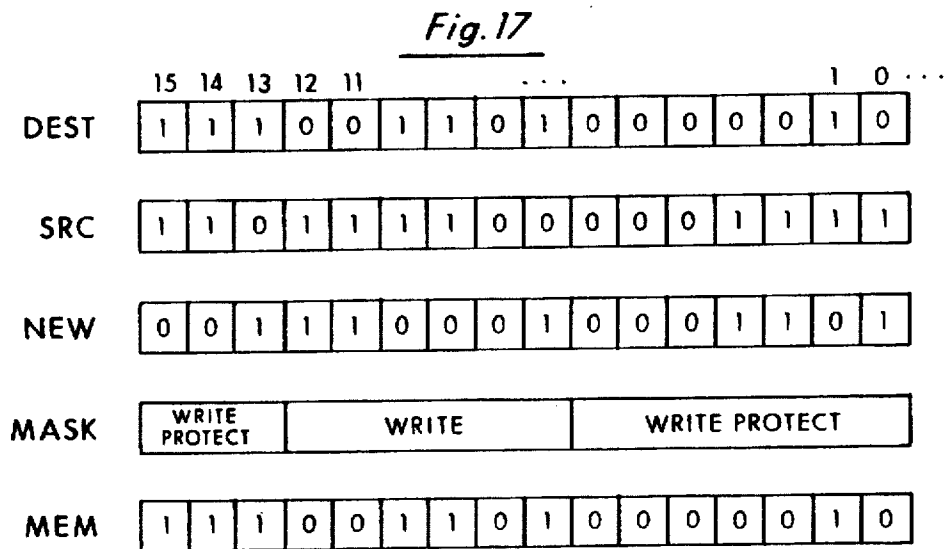 Fig. 17
15 14 13 12 11 ... 1 0 ...
DEST 1 1 1 0 0 1 1 0 1 0 0 0 0 0 1 0
SRC 1 1 0 1 1 1 1 0 0 0 0 0 1 1 1 1
NEW 0 0 1 1 1 0 0 0 1 0 0 0 1 1 0 1
MASK WRITE PROTECT WRITE WRITE PROTECT
MEM 1 1 1 0 0 1 1 0 1 0 0 0 0 0 1 0